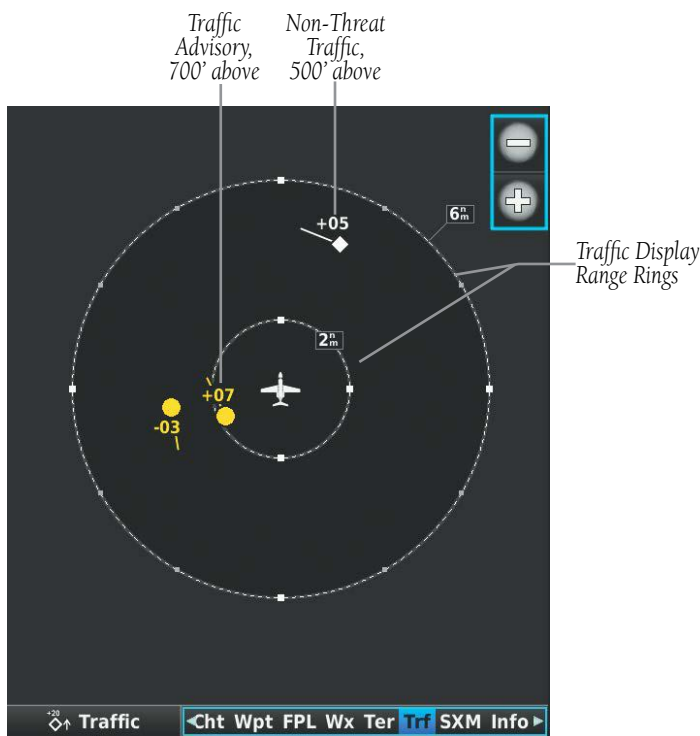 Traffic
Advisory,
700' above
Non-Threat
Traffic,
500' above
+05
6nm
Traffic Display
Range Rings
2nm
+07
-03
+20
Traffic
Cht Wpt FPL Wx Ter Trf SXM Info